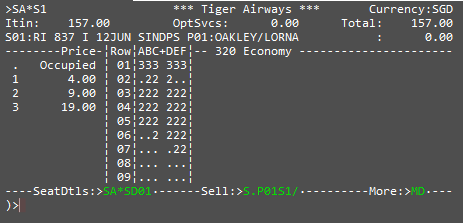 >SA*S1 *** Tiger Airways *** Currency:SGD
Itin: 157.00 OptSvcs: 0.00 Total: 157.00
S01:RI 837 I 12JUN SINDPS P01:OAKLEY/LORNA : 0.00
--------Price-¦Row¦ABC+DEF¦-- 320 Economy ---------------------
. Occupied ¦ 01¦333 333¦
1 4.00 ¦ 02¦.22 2..¦
2 9.00 ¦ 03¦222 222¦
3 19.00 ¦ 04¦222 222¦
¦ 05¦222 222¦
¦ 06¦..2 222¦
¦ 07¦... .22¦
¦ 08¦... ...¦
¦ 09¦... ...¦
----SeatDtls:>SA*SD01·------Sell:>S.P01S1/·---------More:>MD·---
)>